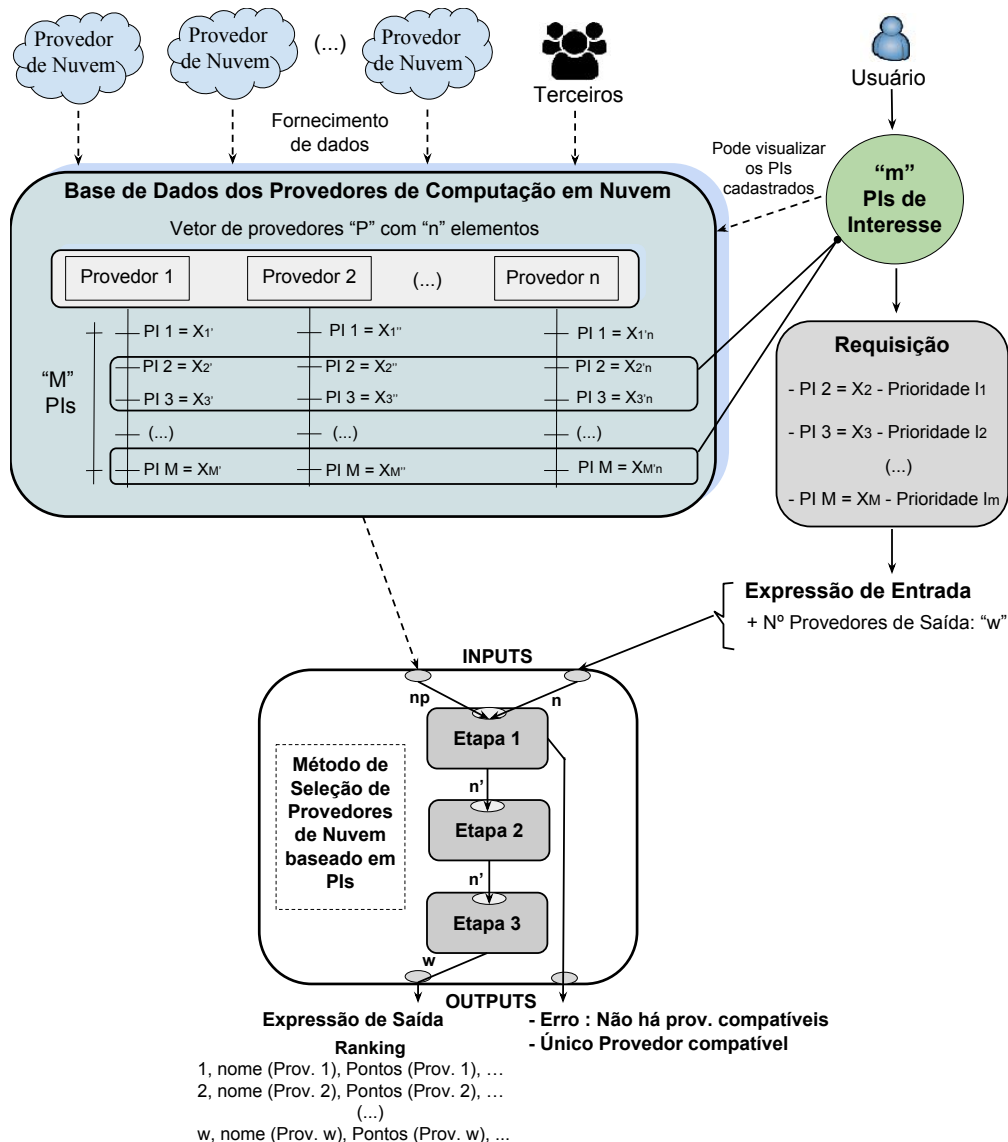 Provedor
de Nuvem
Provedor
de Nuvem
(...)
Provedor
de Nuvem
Terceiros
Usuário
Fornecimento
de dados
Pode visualizar
os PIs
cadastrados
“m”
PIs de
Interesse
Base de Dados dos Provedores de Computação em Nuvem
Vetor de provedores “P” com “n” elementos
Provedor 1
Provedor 2
(...)
Provedor n
“M”
PIs
PI 1 = X1'
PI 1 = X1''
PI 1 = X1'n
PI 2 = X2'
PI 2 = X2''
PI 2 = X2'n
PI 3 = X3'
PI 3 = X3''
PI 3 = X3'n
(...)
(...)
(...)
PI M = XM'
PI M = XM''
PI M = XM'n
Requisição
- PI 2 = X2 - Prioridade I1
- PI 3 = X3 - Prioridade I2
(...)
- PI M = XM - Prioridade Im
Expressão de Entrada
+ Nº Provedores de Saída: “w”
INPUTS
np
n
Etapa 1
n’
Etapa 2
n’
Etapa 3
w
Método de
Seleção de
Provedores
de Nuvem
baseado em
PIs
OUTPUTS
Expressão de Saída
Ranking
1, nome (Prov. 1), Pontos (Prov. 1), …
2, nome (Prov. 2), Pontos (Prov. 2), …
(...)
w, nome (Prov. w), Pontos (Prov. w), ...
- Erro : Não há prov. compatíveis
- Único Provedor compatível